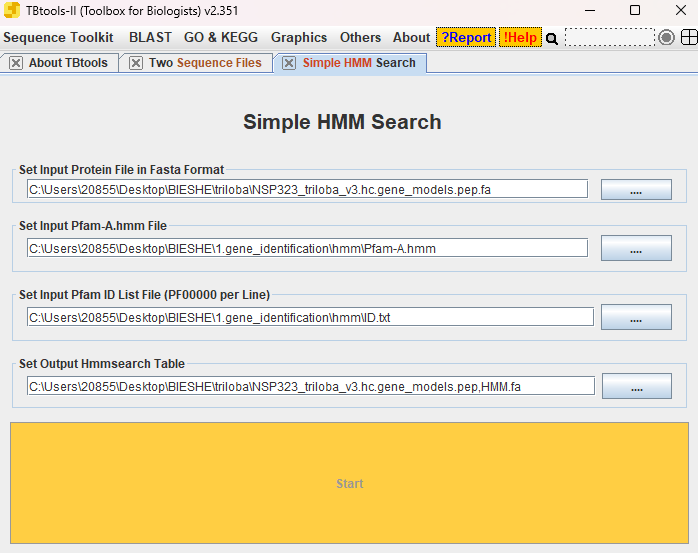 TBtools-II (Toolbox for Biologists) v2.351
Sequence Toolkit BLAST GO & KEGG Graphics Others About ?Report !Help
About TBtools Two Sequence Files Simple HMM Search
Simple HMM Search
Set Input Protein File in Fasta Format
C:\Users\20855\Desktop\BIESHE\triloba\NSP323_triloba_v3.hc.gene_models.pep.fa ....
Set Input Pfam-A.hmm File
C:\Users\20855\Desktop\BIESHE\1.gene_identification\hmm\Pfam-A.hmm ....
Set Input Pfam ID List File (PF00000 per Line)
C:\Users\20855\Desktop\BIESHE\1.gene_identification\hmm\ID.txt ....
Set Output Hmmsearch Table
C:\Users\20855\Desktop\BIESHE\triloba\NSP323_triloba_v3.hc.gene_models.pep,HMM.fa ....
Start